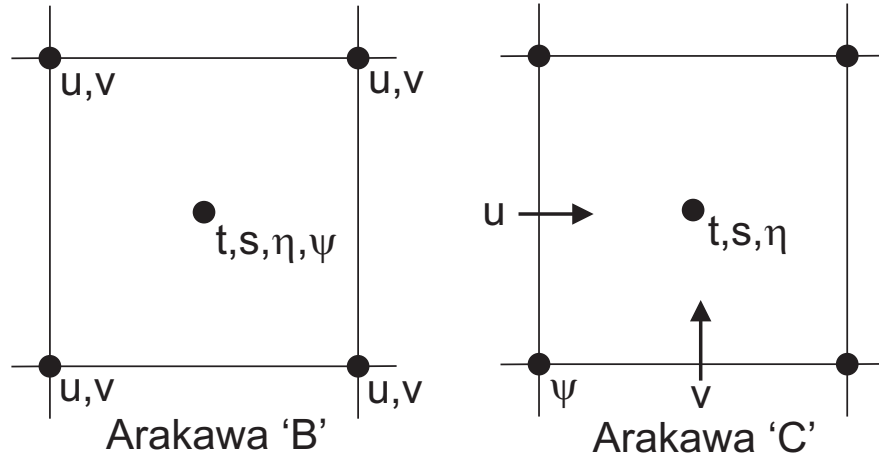 u,v
u,v
t,s,η,ψ
u,v
u,v
Arakawa ‘B’
u
t,s,η
ψ
v
Arakawa ‘C’